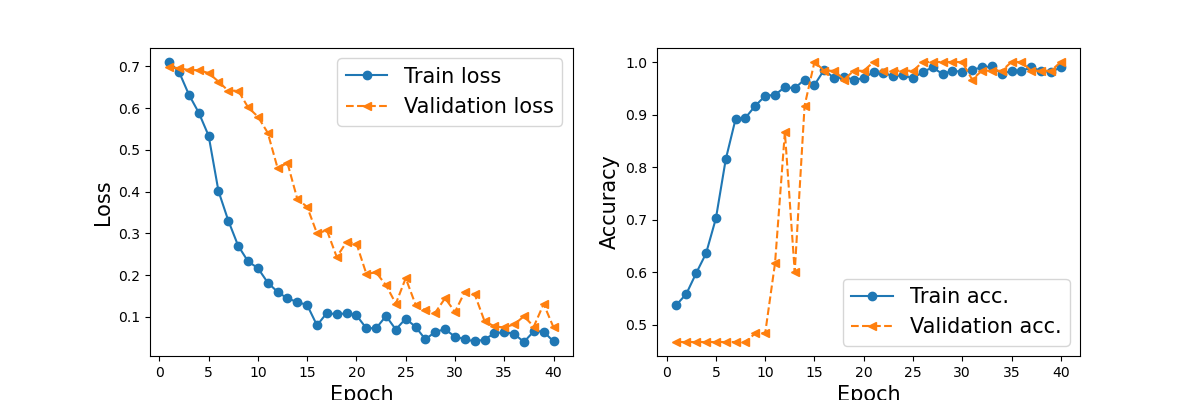 0.7
0.6
0.5
0.4
0.3
0.2
0.1
Loss
0 5 10 15 20 25 30 35 40
Epoch
Train loss
Validation loss
1.0
0.9
0.8
0.7
0.6
0.5
Accuracy
0 5 10 15 20 25 30 35 40
Epoch
Train acc.
Validation acc.